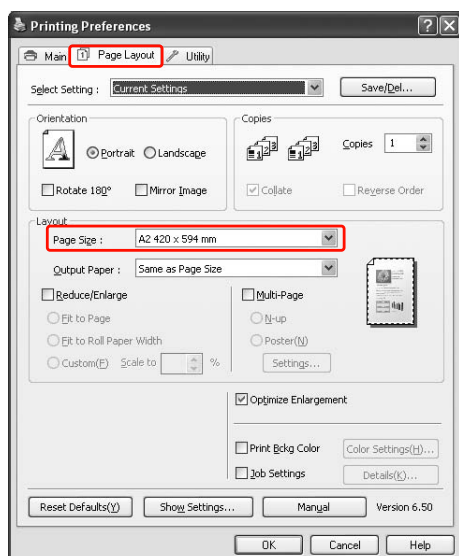 Printing Preferences
Main
Page Layout
Utility
Select Setting :
Current Settings
Save/Del...
Orientation
Portrait
Landscape
Rotate 180°
Mirror Image
Copies
Copies
1
Collate
Reverse Order
Layout
Page Size :
A2 420 x 594 mm
Output Paper :
Same as Page Size
Reduce/Enlarge
Fit to Page
Fit to Roll Paper Width
Custom(F)
Scale to
%
Multi-Page
N-up
Poster(N)
Settings...
Optimize Enlargement
Print Bckg Color
Color Settings(H)...
Job Settings
Details(K)...
Reset Defaults(Y)
Show Settings...
Manual
Version 6.50
OK
Cancel
Help